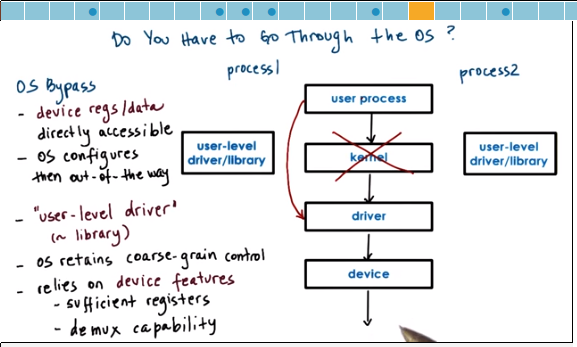 Do You Have to Go Through the OS?
process1
process2
OS Bypass
- device regs/data
directly accessible
- OS configures
then out-of-the way
- "user-level driver"
(~ library)
- OS retains coarse-grain control
- relies on device features
- sufficient registers
- demux capability
user-level
driver/library
user process
kernel
driver
device
user-level
driver/library